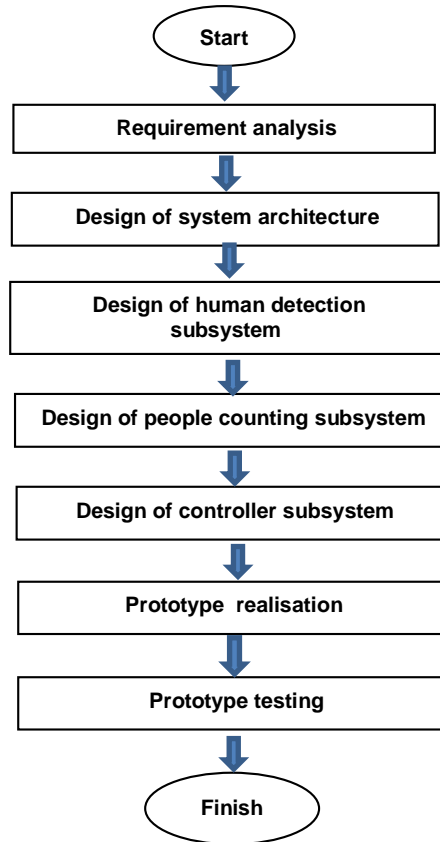 Start
Requirement analysis
Design of system architecture
Design of human detection
subsystem
Design of people counting subsystem
Design of controller subsystem
Prototype realisation
Prototype testing
Finish